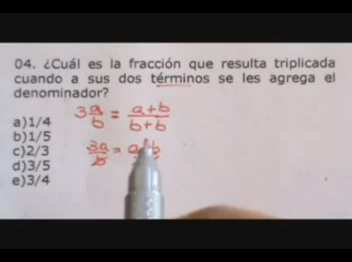 04. ¿Cuál es la fracción que resulta triplicada
cuando a sus dos términos se les agrega el
denominador?
3 a/b = a+b/b+b
a) 1/4
b) 1/5
3a/b = a+b
c) 2/3
d) 3/5
e) 3/4